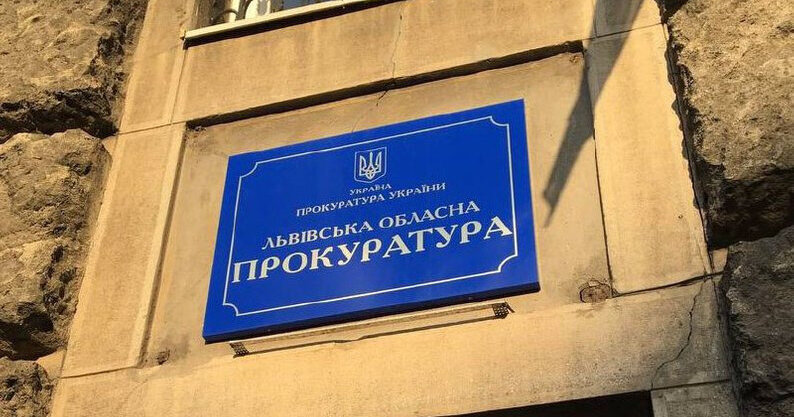 УКРАЇНА
ПРОКУРАТУРА УКРАЇНИ
ЛЬВІВСЬКА ОБЛАСНА
ПРОКУРАТУРА